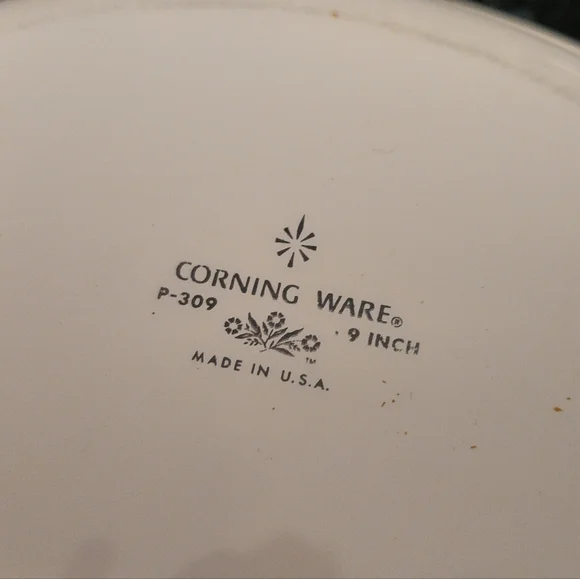 CORNING WARE®
P-309 9 INCH
TM
MADE IN U.S.A.